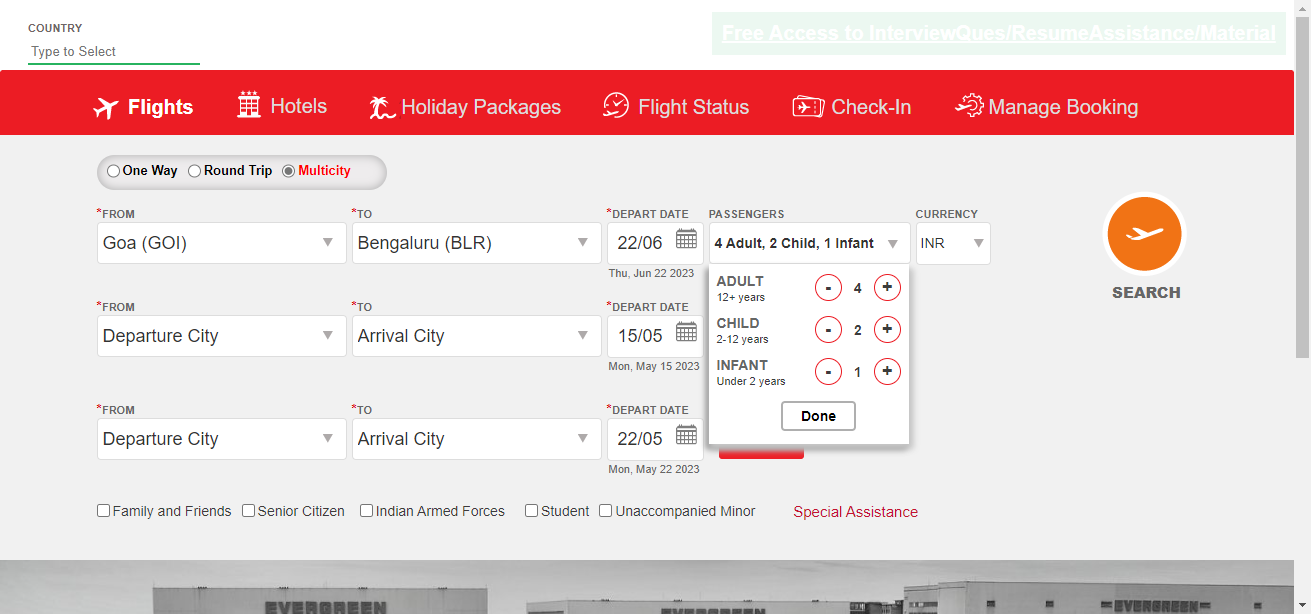 COUNTRY
Type to Select
Free Access to InterviewQues/ResumeAssistance/Material
Flights
Hotels
Holiday Packages
Flight Status
Check-In
Manage Booking
One Way
Round Trip
Multicity
*FROM
*TO
*DEPART DATE
PASSENGERS
CURRENCY
Goa (GOI)
Bengaluru (BLR)
22/06
4 Adult, 2 Child, 1 Infant
INR
Thu, Jun 22 2023
SEARCH
ADULT
12+ years
- 4 +
CHILD
2-12 years
- 2 +
INFANT
Under 2 years
- 1 +
Done
*FROM
*TO
*DEPART DATE
Departure City
Arrival City
15/05
Mon, May 15 2023
*FROM
*TO
*DEPART DATE
Departure City
Arrival City
22/05
Mon, May 22 2023
Family and Friends
Senior Citizen
Indian Armed Forces
Student
Unaccompanied Minor
Special Assistance
EVERGREEN
EVERGREEN
EVERGREEN